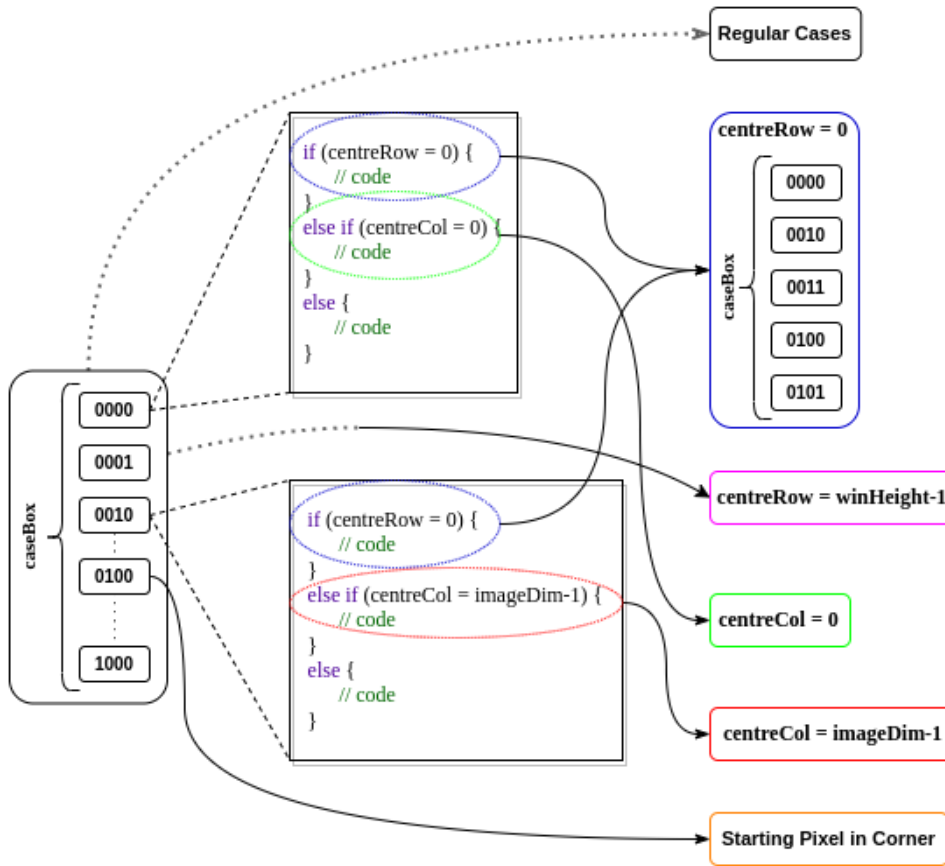 Regular Cases
if (centreRow = 0) {
// code
}
else if (centreCol = 0) {
// code
}
else {
// code
}
centreRow = 0
caseBox
0000
0010
0011
0100
0101
caseBox
0000
0001
0010
0100
1000
if (centreRow = 0) {
// code
}
else if (centreCol = imageDim-1) {
// code
}
else {
// code
}
centreRow = winHeight-1
centreCol = 0
centreCol = imageDim-1
Starting Pixel in Corner